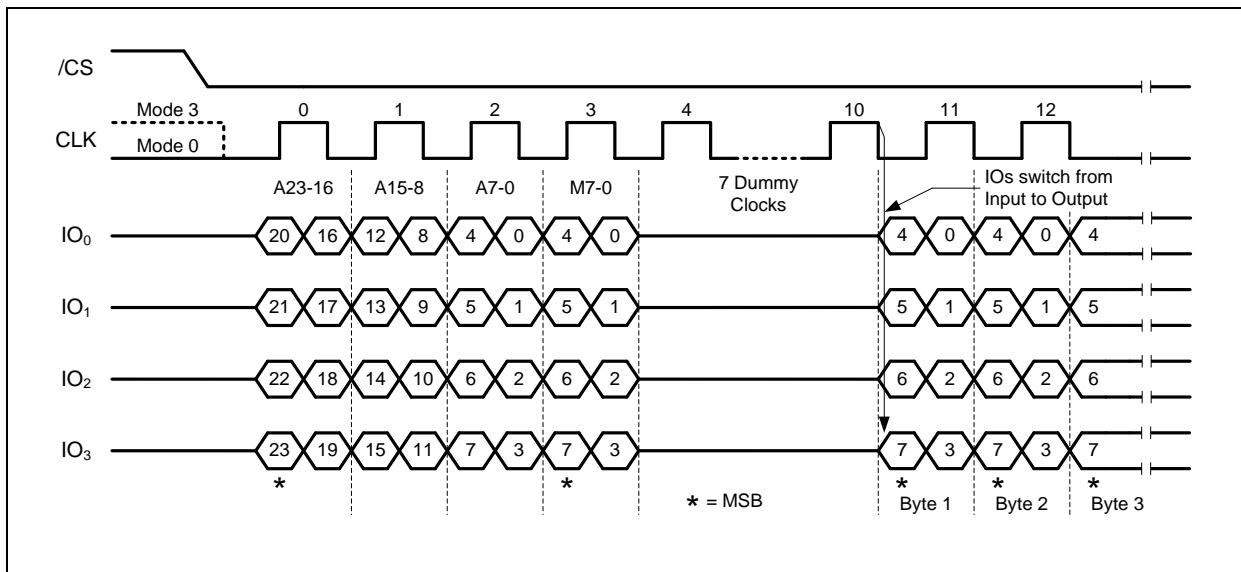 /CS
Mode 3 0 1 2 3 4 10 11 12
CLK Mode 0
A23-16 A15-8 A7-0 M7-0 7 Dummy Clocks IOs switch from Input to Output
IO0 20 16 12 8 4 0 4 0 4 0 4 0 4
IO1 21 17 13 9 5 1 5 1 5 1 5 1 5
IO2 22 18 14 10 6 2 6 2 6 2 6 2 6
IO3 23 19 15 11 7 3 7 3 7 3 7 3 7
* * * * *
* = MSB Byte 1 Byte 2 Byte 3